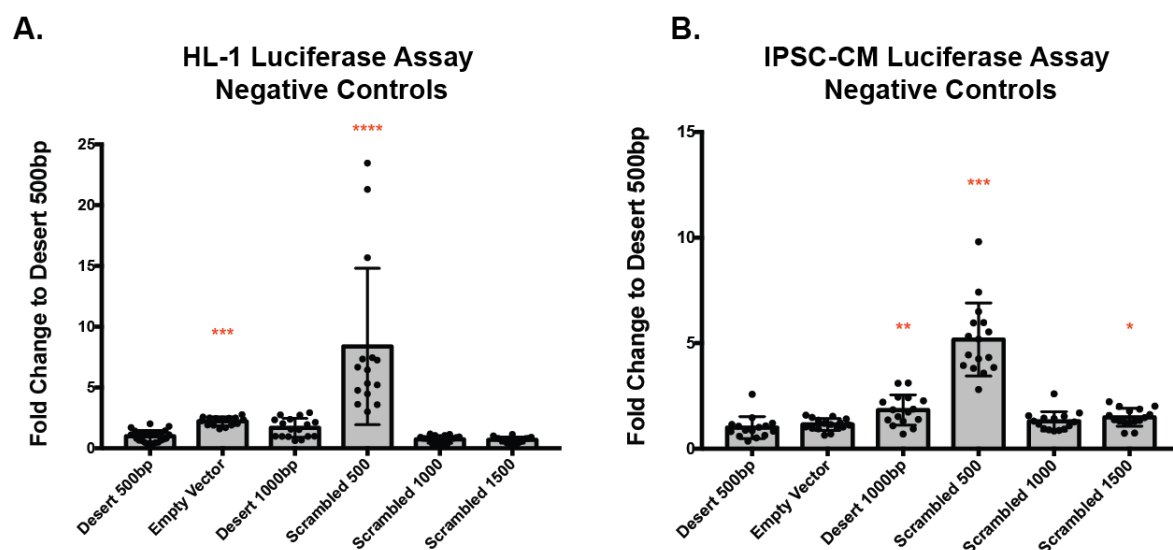 A.
HL-1 Luciferase Assay
Negative Controls
Fold Change to Desert 500bp
25
20
15
10
5
0
***
****
Desert 500bp
Empty Vector
Desert 1000bp
Scrambled 500
Scrambled 1000
Scrambled 1500
B.
IPSC-CM Luciferase Assay
Negative Controls
Fold Change to Desert 500bp
15
10
5
0
**
***
*
Desert 500bp
Empty Vector
Desert 1000bp
Scrambled 500
Scrambled 1000
Scrambled 1500